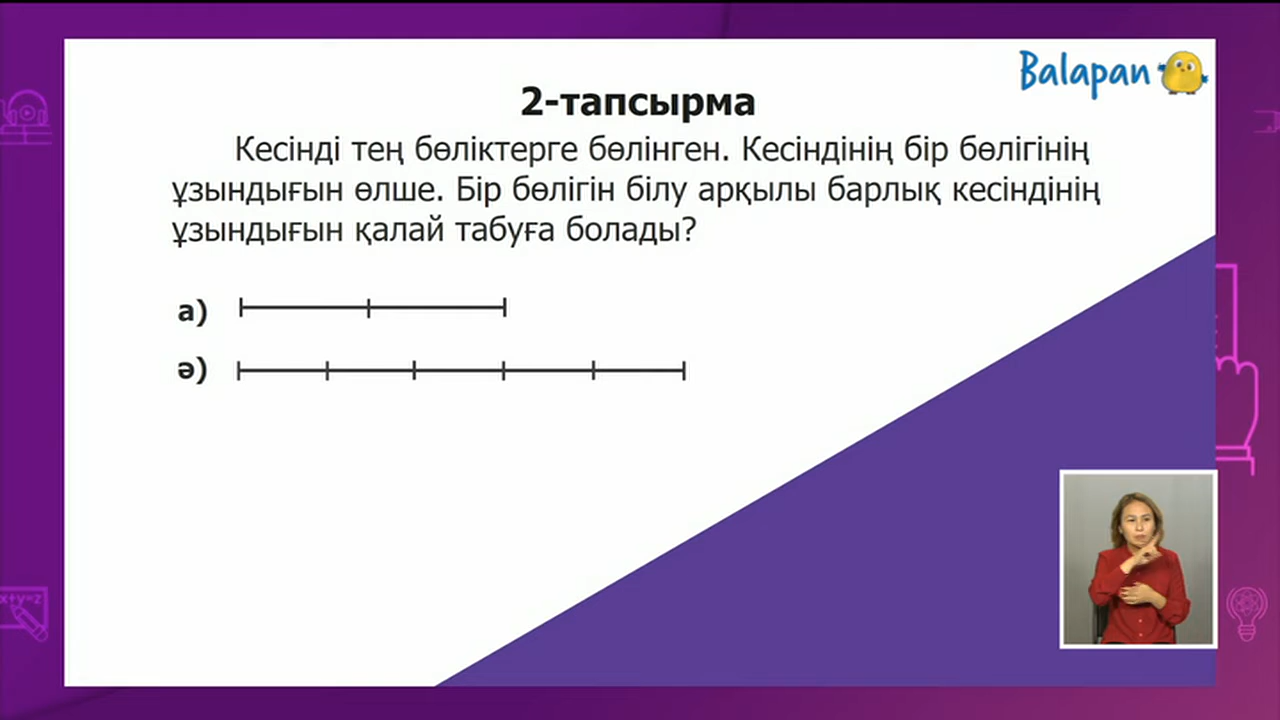 Balapan
2-тапсырма
Кесінді тең бөліктерге бөлінген. Кесіндінің бір бөлігінің
ұзындығын өлше. Бір бөлігін білу арқылы барлық кесіндінің
ұзындығын қалай табуға болады?
а)
ә)
x+y=z